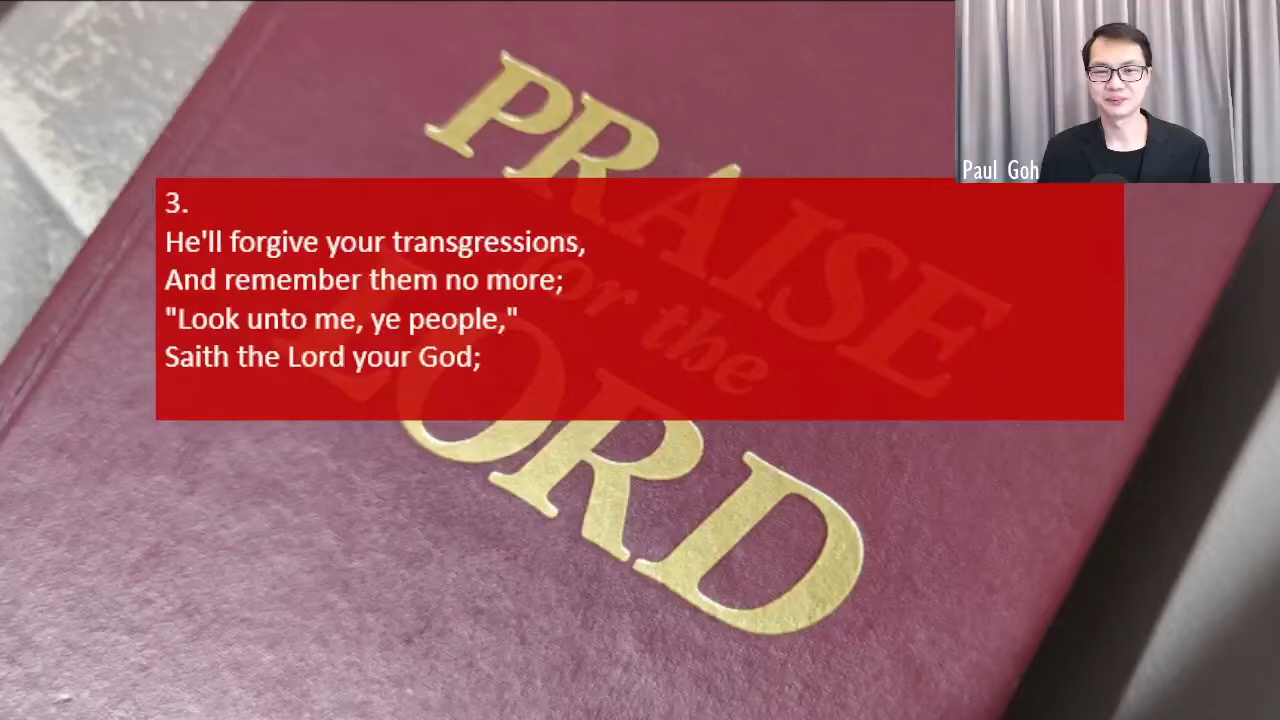 PRAISE
for the
LORD
3.
He'll forgive your transgressions,
And remember them no more;
"Look unto me, ye people,"
Saith the Lord your God;
Paul Goh